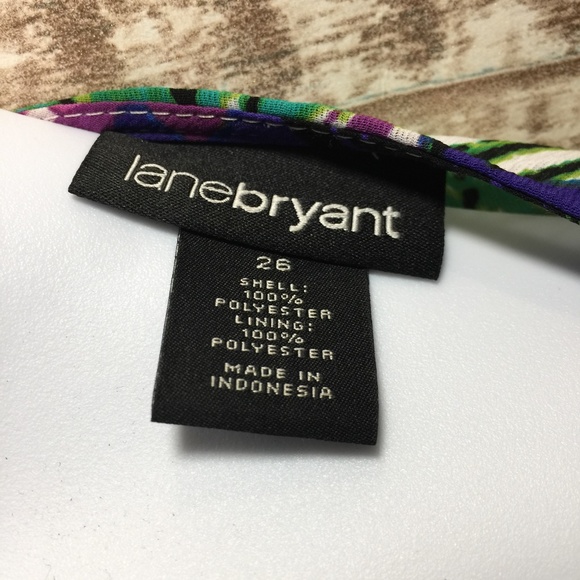 lanebryant
26
SHELL:
100%
POLYESTER
LINING:
100%
POLYESTER
MADE IN
INDONESIA